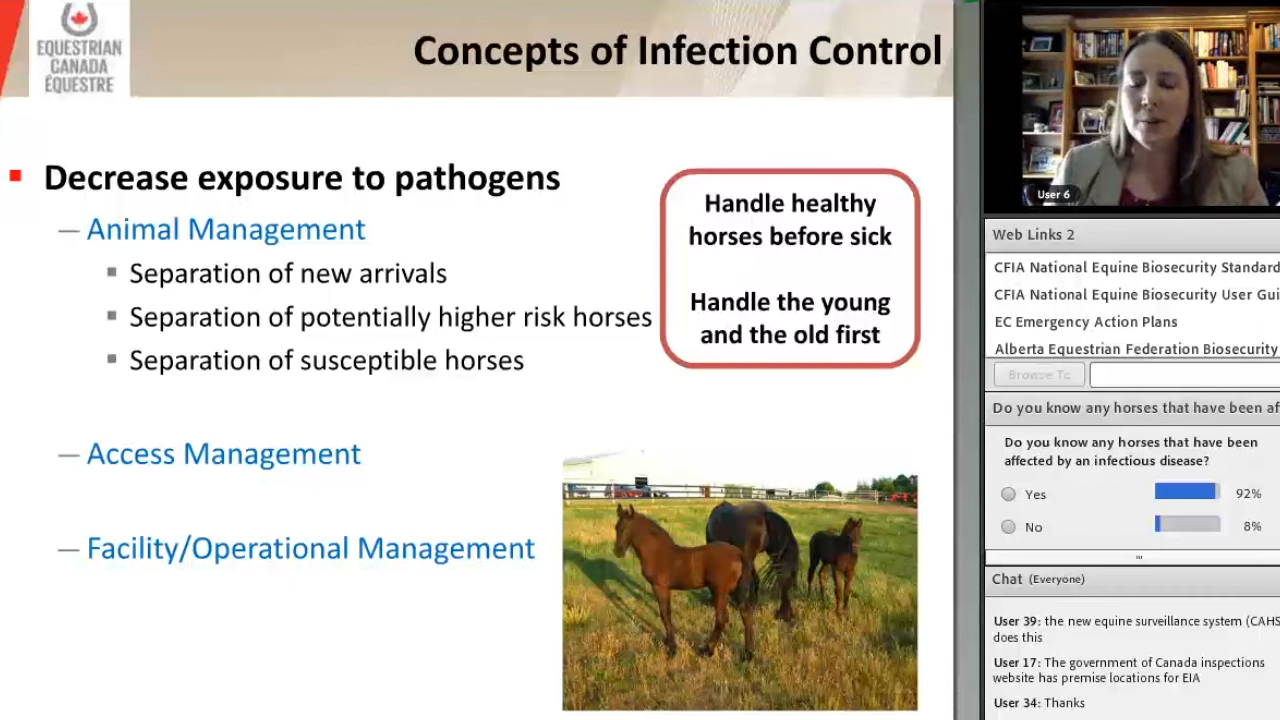 EQUESTRIAN
CANADA
ÉQUESTRE
Concepts of Infection Control
Decrease exposure to pathogens
— Animal Management
Separation of new arrivals
Separation of potentially higher risk horses
Separation of susceptible horses
— Access Management
— Facility/Operational Management
Handle healthy
horses before sick
Handle the young
and the old first
User 6
Web Links 2
CFIA National Equine Biosecurity Standard
CFIA National Equine Biosecurity User Gui
EC Emergency Action Plans
Alberta Equestrian Federation Biosecurity
Browse To
Do you know any horses that have been af
Do you know any horses that have been
affected by an infectious disease?
Yes 92%
No 8%
Chat (Everyone)
User 39: the new equine surveillance system (CAHS
does this
User 17: The government of Canada inspections
website has premise locations for EIA
User 34: Thanks